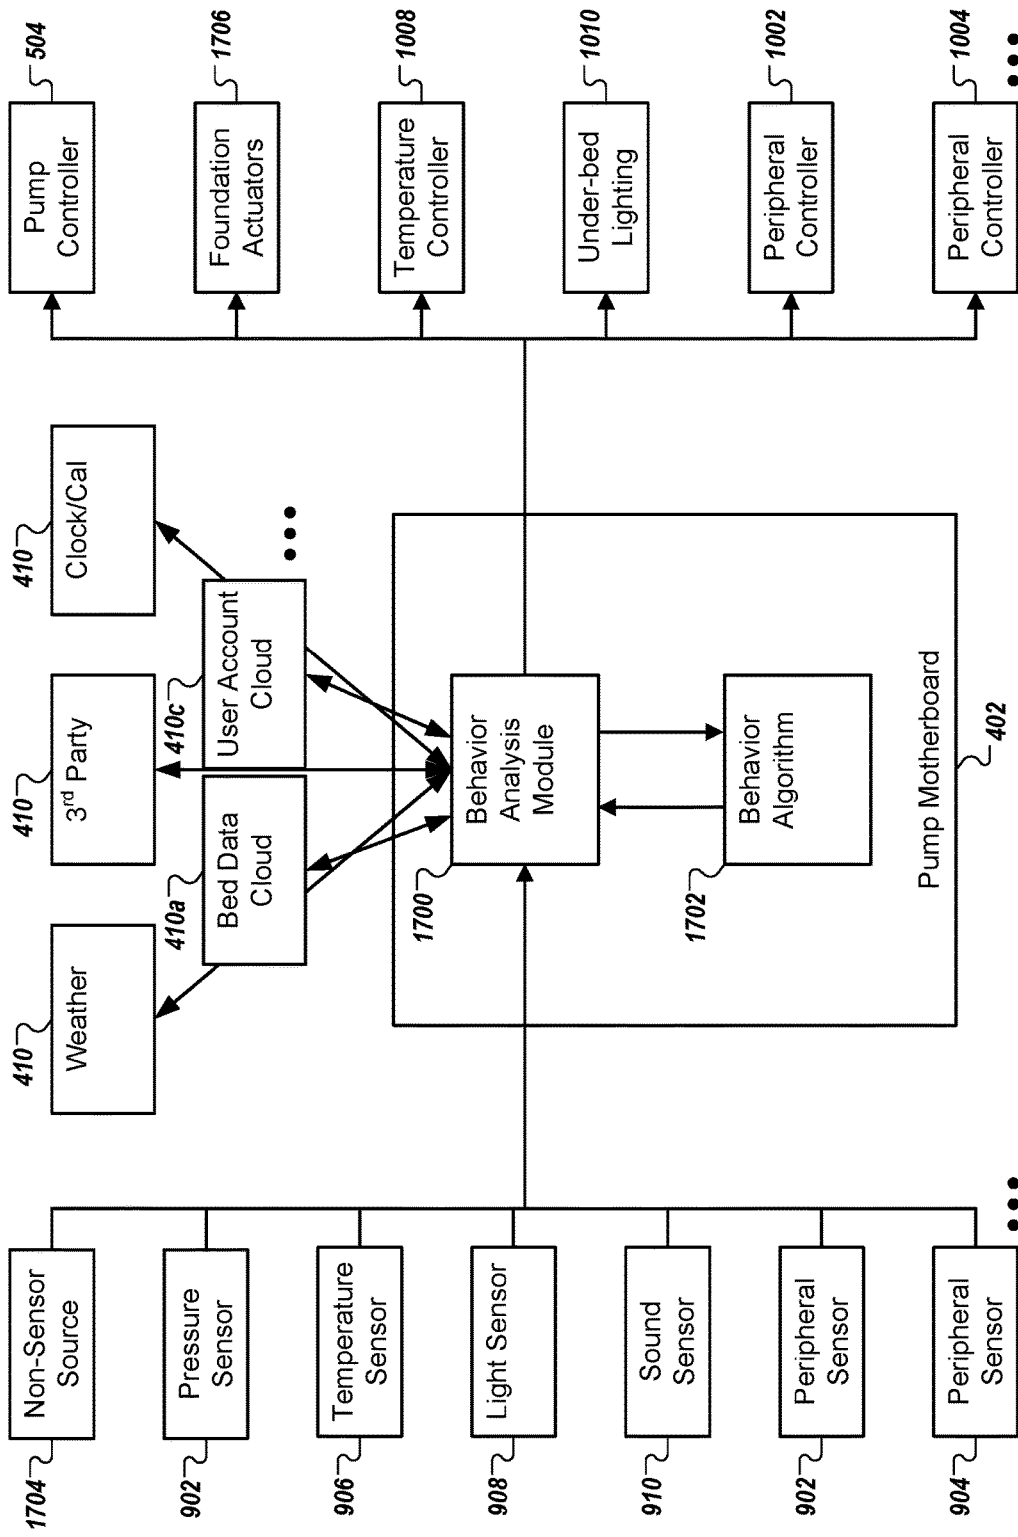 1704
Non-Sensor
Source
902
Pressure
Sensor
906
Temperature
Sensor
908
Light Sensor
910
Sound
Sensor
902
Peripheral
Sensor
904
Peripheral
Sensor
410
Weather
410
3rd Party
410
Clock/Cal
410a
Bed Data
Cloud
410c
User Account
Cloud
1700
Behavior
Analysis
Module
1702
Behavior
Algorithm
Pump Motherboard
402
Pump
Controller
504
Foundation
Actuators
1706
Temperature
Controller
1008
Under-bed
Lighting
1010
Peripheral
Controller
1002
Peripheral
Controller
1004